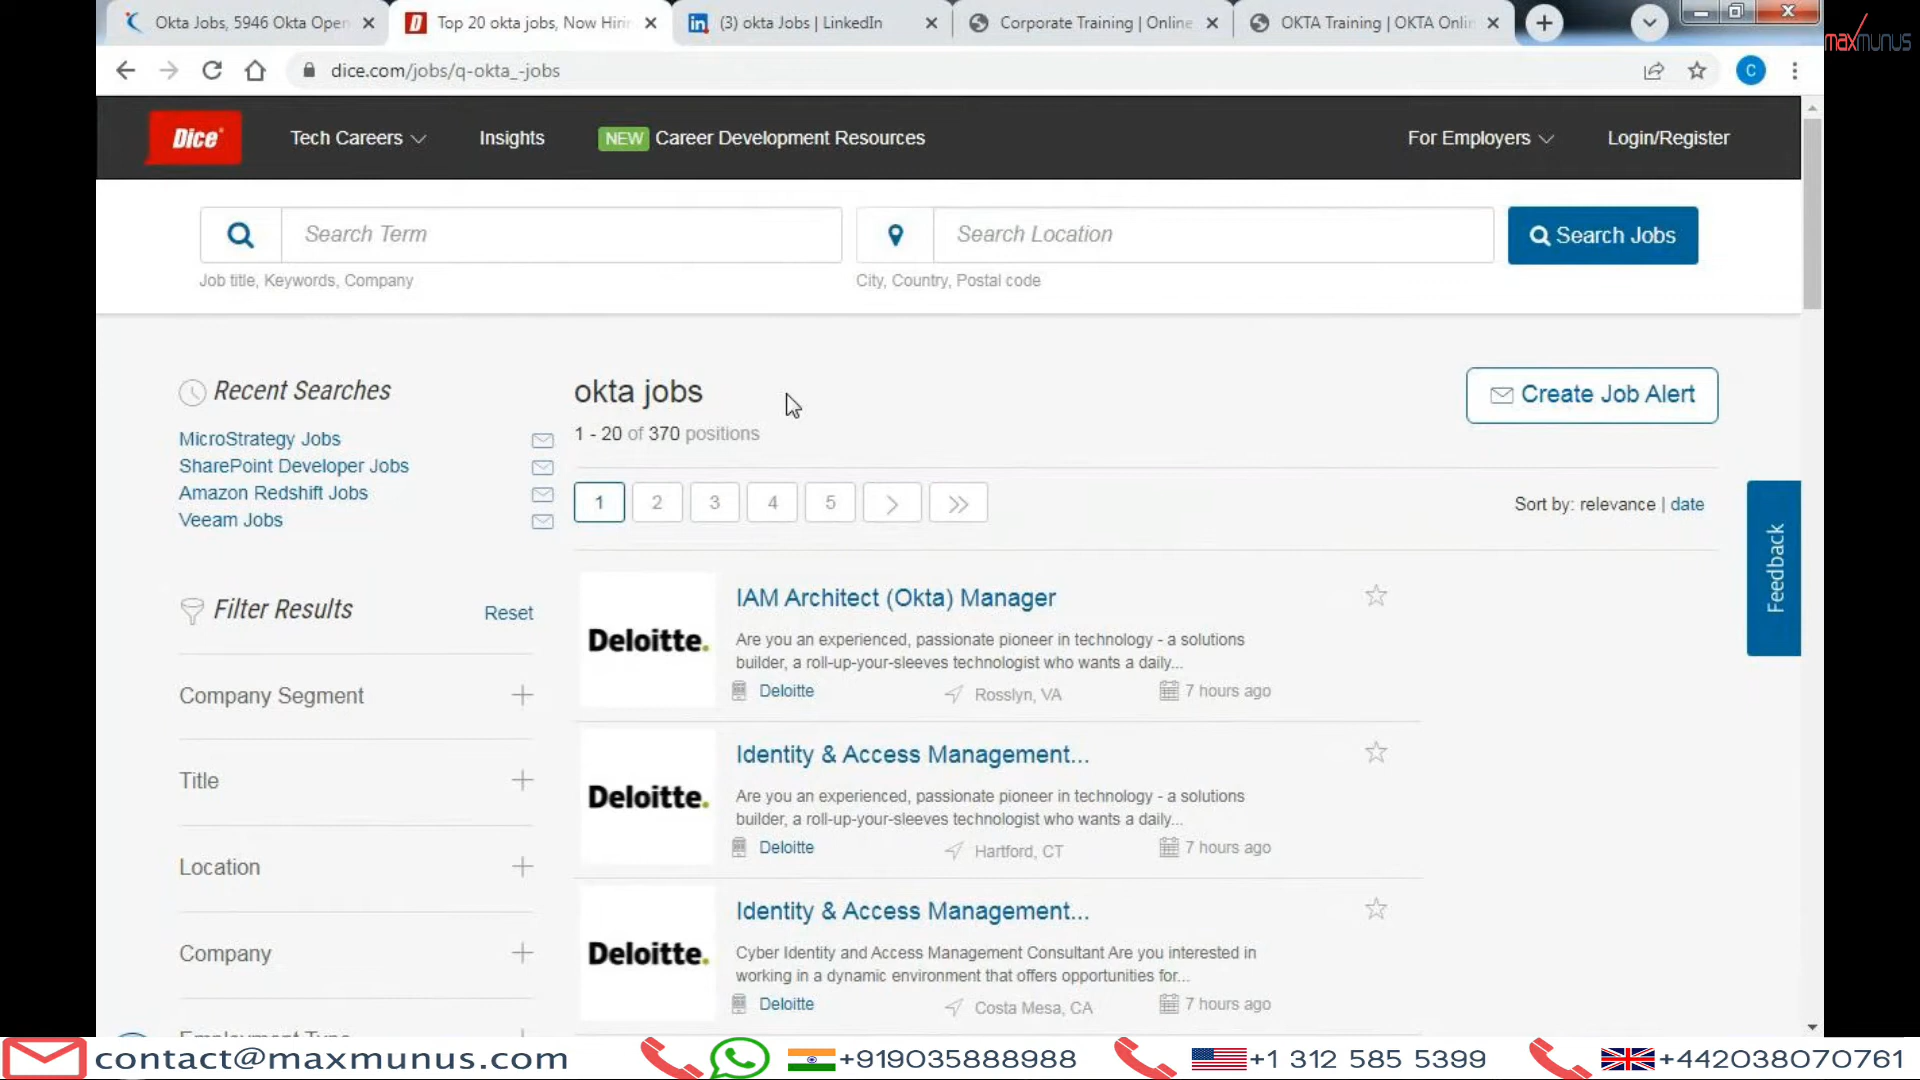 Okta Jobs, 5946 Okta Open
Top 20 okta jobs, Now Hirin
(3) okta Jobs | LinkedIn
Corporate Training | Online
OKTA Training | OKTA Onlin
maxmunus
dice.com/jobs/q-okta_-jobs
C
Dice
Tech Careers
Insights
NEW Career Development Resources
For Employers
Login/Register
Search Term
Search Location
Search Jobs
Job title, Keywords, Company
City, Country, Postal code
Recent Searches
MicroStrategy Jobs
SharePoint Developer Jobs
Amazon Redshift Jobs
Veeam Jobs
okta jobs
1 - 20 of 370 positions
Create Job Alert
1 2 3 4 5 > >>
Sort by: relevance | date
Feedback
Filter Results
Reset
Company Segment
Title
Location
Company
Employment Type
Deloitte.
IAM Architect (Okta) Manager
Are you an experienced, passionate pioneer in technology - a solutions
builder, a roll-up-your-sleeves technologist who wants a daily...
Deloitte
Rosslyn, VA
7 hours ago
Deloitte.
Identity & Access Management...
Are you an experienced, passionate pioneer in technology - a solutions
builder, a roll-up-your-sleeves technologist who wants a daily...
Deloitte
Hartford, CT
7 hours ago
Deloitte.
Identity & Access Management...
Cyber Identity and Access Management Consultant Are you interested in
working in a dynamic environment that offers opportunities for...
Deloitte
Costa Mesa, CA
7 hours ago
contact@maxmunus.com
+919035888988
+1 312 585 5399
+442038070761